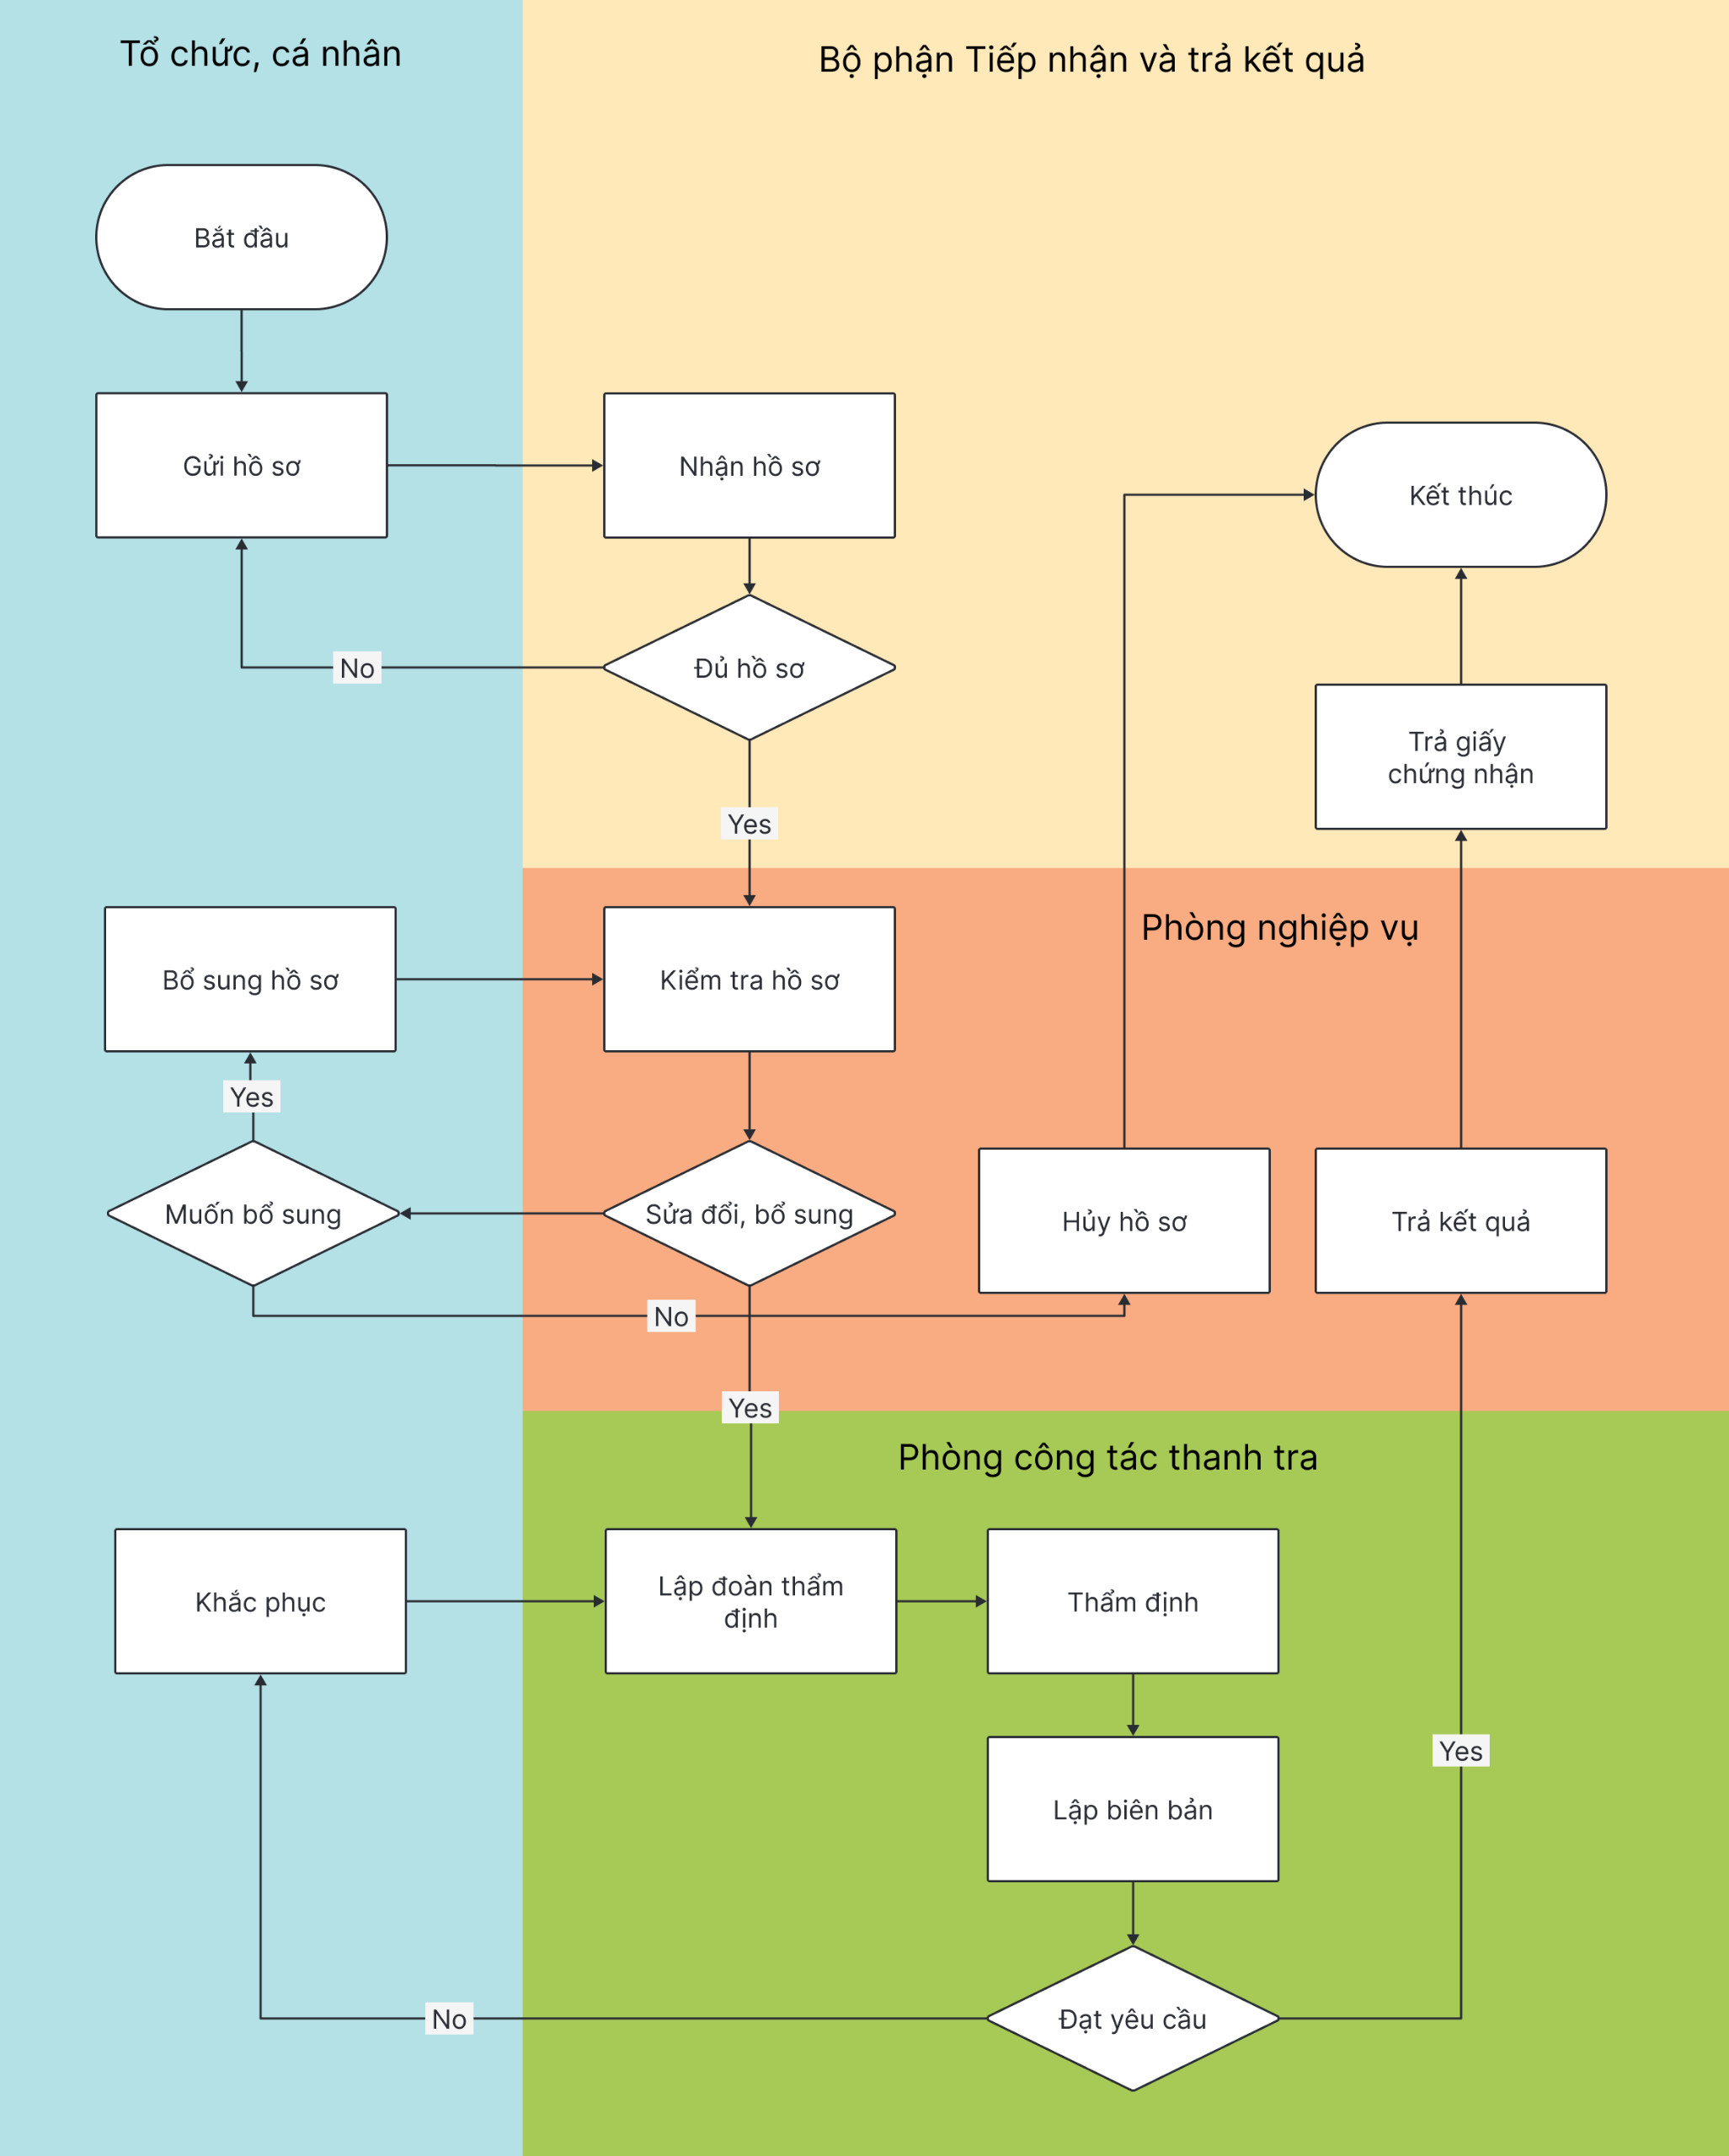 Tổ chức, cá nhân
Bộ phận Tiếp nhận và trả kết quả
Bắt đầu
Gửi hồ sơ
Nhận hồ sơ
Kết thúc
No
Đủ hồ sơ
Trả giấy
chứng nhận
Yes
Phòng nghiệp vụ
Bổ sung hồ sơ
Kiểm tra hồ sơ
Yes
Muốn bổ sung
Sửa đổi, bổ sung
Hủy hồ sơ
Trả kết quả
No
Yes
Phòng công tác thanh tra
Khắc phục
Lập đoàn thẩm
định
Thẩm định
Yes
Lập biên bản
No
Đạt yêu cầu